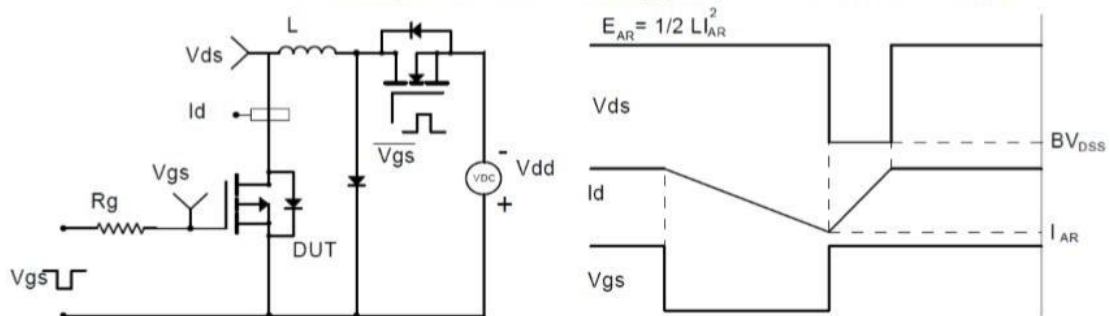 L
Vds
Id
Vgs
Vgs
Rg
Vgs
DUT
-
Vdd
VDC
+
E_AR = 1/2 LI_AR^2
Vds
BV_DSS
Id
I_AR
Vgs